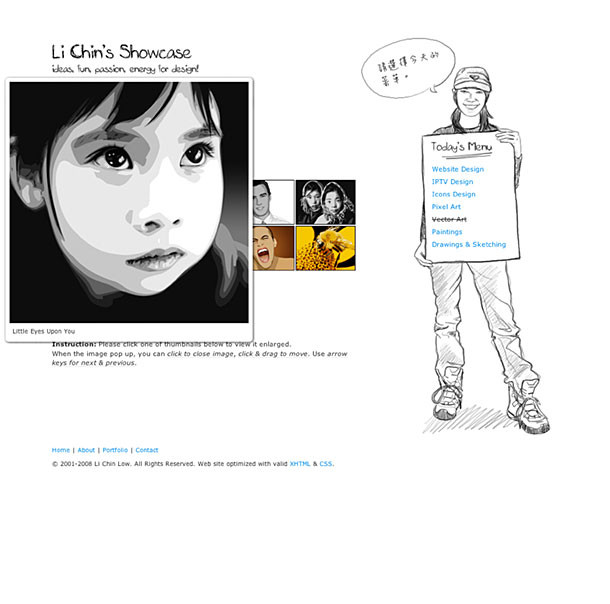 Li Chin's Showcase
ideas, fun, passion, energy for design!
請選擇今天的
菜單。
Today's Menu
Website Design
IPTV Design
Icons Design
Pixel Art
Vector Art
Paintings
Drawings & Sketching
Little Eyes Upon You
Instruction: Please click one of thumbnails below to view it enlarged.
When the image pop up, you can click to close image, click & drag to move. Use arrow
keys for next & previous.
Home | About | Portfolio | Contact
© 2001-2008 Li Chin Low. All Rights Reserved. Web site optimized with valid XHTML & CSS.